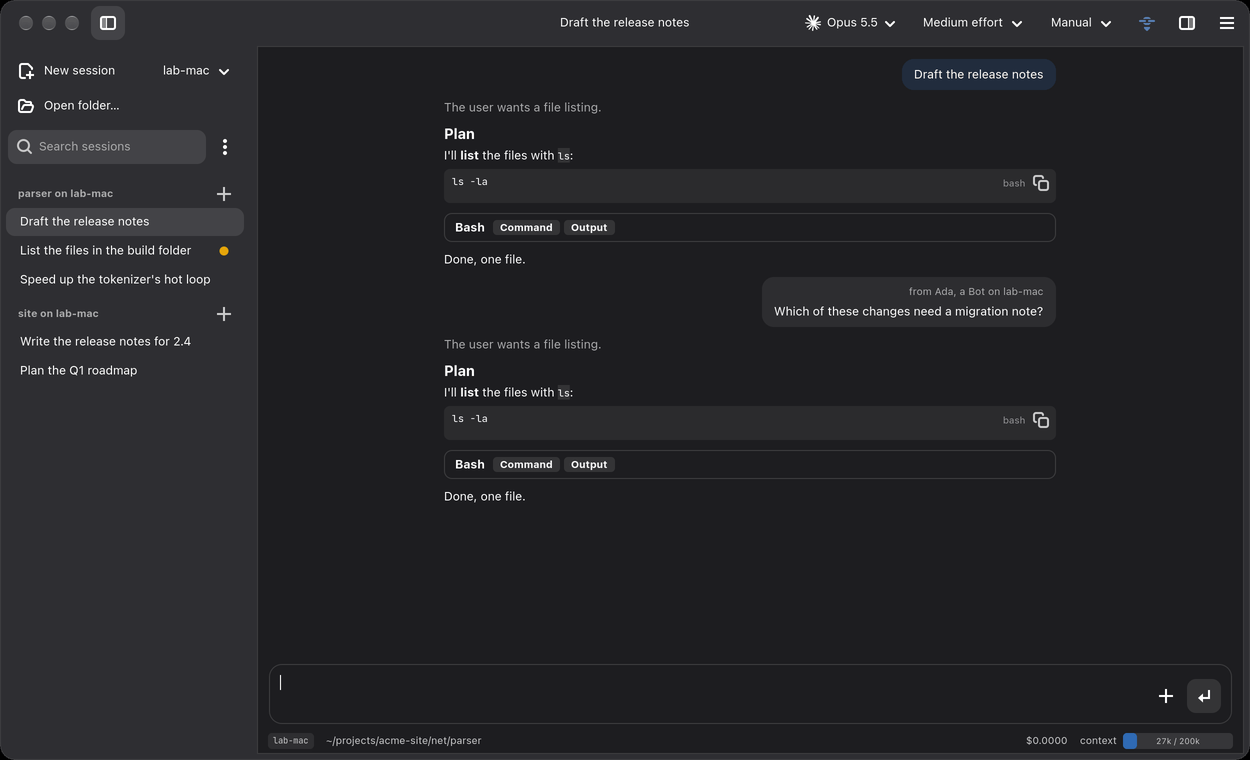 Draft the release notes
Opus 5.5
Medium effort
Manual
New session
lab-mac
Open folder...
Search sessions
parser on lab-mac
Draft the release notes
List the files in the build folder
Speed up the tokenizer's hot loop
site on lab-mac
Write the release notes for 2.4
Plan the Q1 roadmap
Draft the release notes
The user wants a file listing.
Plan
I'll list the files with ls:
ls -la
bash
Bash Command Output
Done, one file.
from Ada, a Bot on lab-mac
Which of these changes need a migration note?
The user wants a file listing.
Plan
I'll list the files with ls:
ls -la
bash
Bash Command Output
Done, one file.
lab-mac ~/projects/acme-site/net/parser
$0.0000 context 27k / 200k